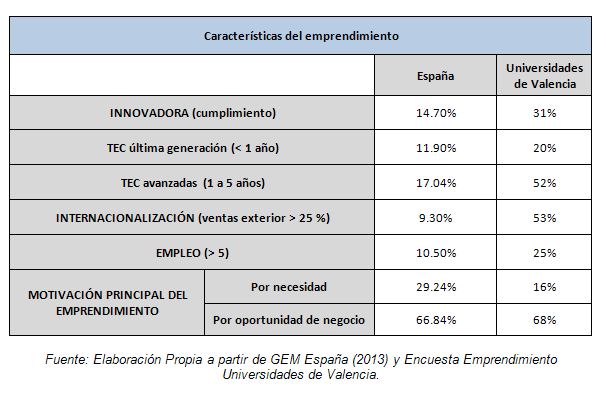 Características del emprendimiento
España
Universidades
de Valencia
INNOVADORA (cumplimiento) 14.70% 31%
TEC última generación (< 1 año) 11.90% 20%
TEC avanzadas (1 a 5 años) 17.04% 52%
INTERNACIONALIZACIÓN (ventas exterior > 25 %) 9.30% 53%
EMPLEO (> 5) 10.50% 25%
MOTIVACIÓN PRINCIPAL DEL
EMPRENDIMIENTO
Por necesidad 29.24% 16%
Por oportunidad de negocio 66.84% 68%
Fuente: Elaboración Propia a partir de GEM España (2013) y Encuesta Emprendimiento
Universidades de Valencia.